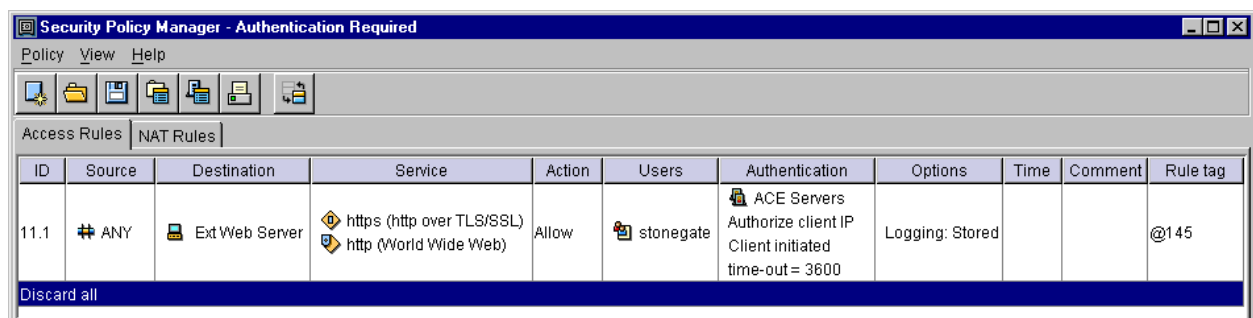 Security Policy Manager - Authentication Required
Policy View Help
Access Rules NAT Rules
ID Source Destination Service Action Users Authentication Options Time Comment Rule tag
ACE Servers
https (http over TLS/SSL) Authorize client IP
11.1 ANY Ext Web Server Allow stonegate Logging: Stored @145
http (World Wide Web) Client initiated
time-out = 3600
Discard all